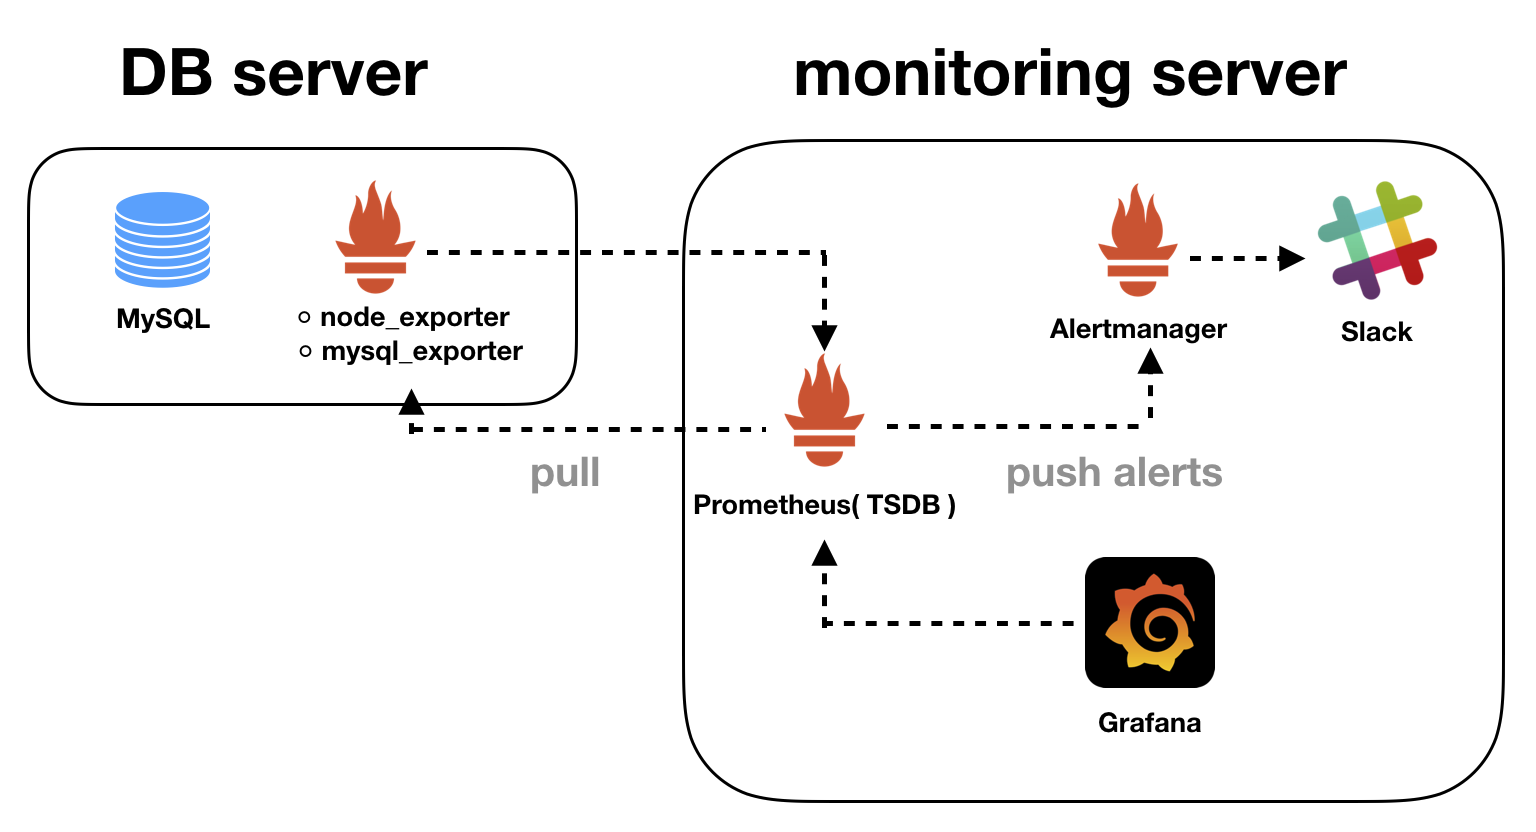 DB server
monitoring server
MySQL
node_exporter
mysql_exporter
Alertmanager
Slack
pull
push alerts
Prometheus( TSDB )
Grafana